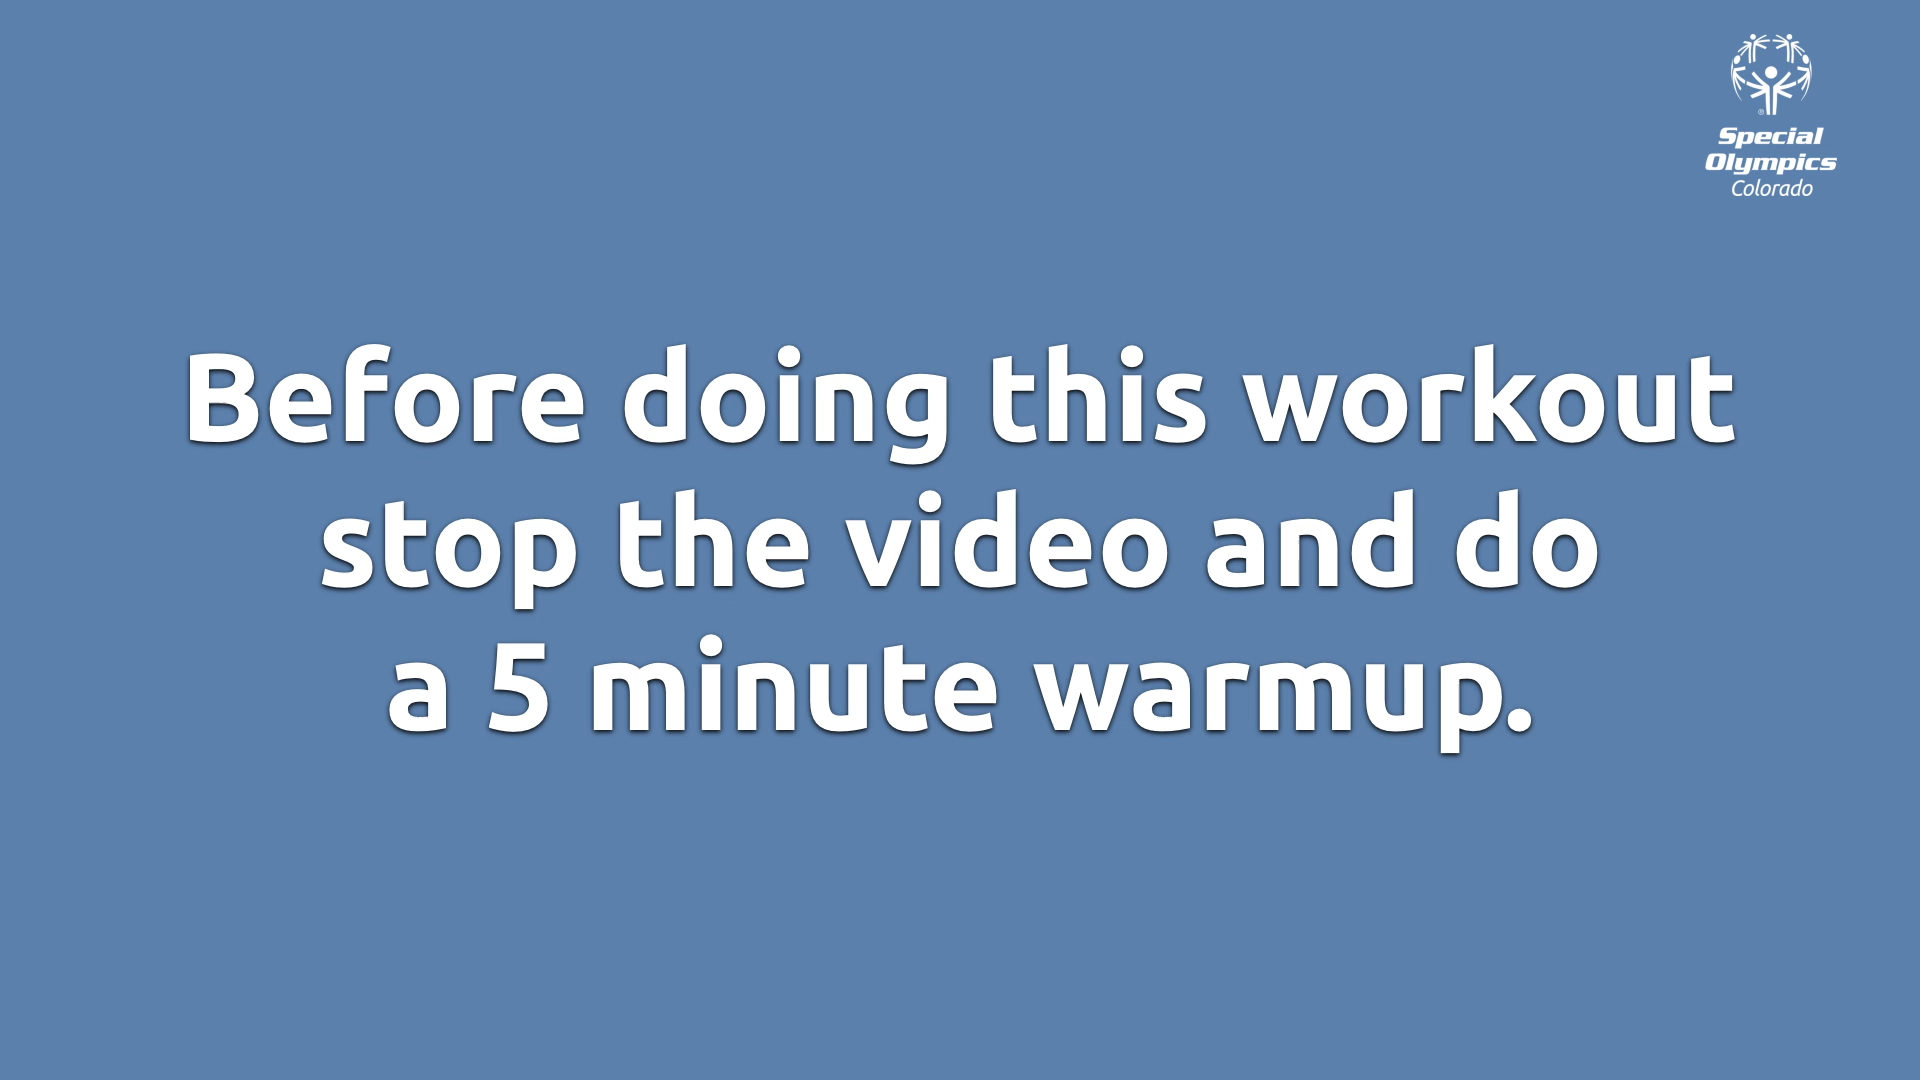 Special
Olympics
Colorado
Before doing this workout
stop the video and do
a 5 minute warmup.